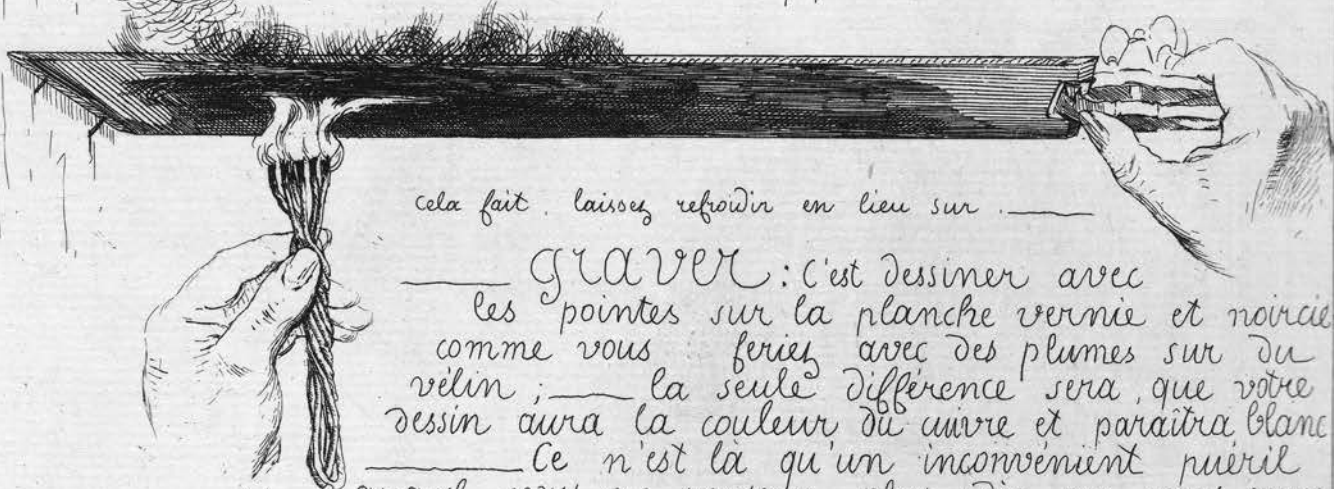 cela fait. laissez refroidir en lieu sur.
graver : C'est dessiner avec
les pointes sur la planche vernie et noircie
comme vous feriez avec des plumes sur du
vélin ; la seule différence sera, que votre
dessin aura la couleur du cuivre et paraîtra blanc
Ce n'est là qu'un inconvénient puéril